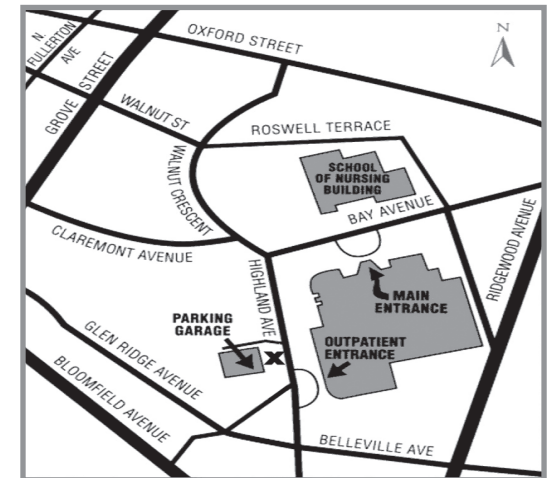 OXFORD STREET
N
N.
FULLERTON
AVE
GROVE STREET
WALNUT ST
ROSWELL TERRACE
WALNUT CRESCENT
SCHOOL
OF NURSING
BUILDING
BAY AVENUE
CLAREMONT AVENUE
HIGHLAND AVE
RIDGEWOOD AVENUE
MAIN
ENTRANCE
PARKING
GARAGE
X
OUTPATIENT
ENTRANCE
GLEN RIDGE AVENUE
BLOOMFIELD AVENUE
BELLEVILLE AVE